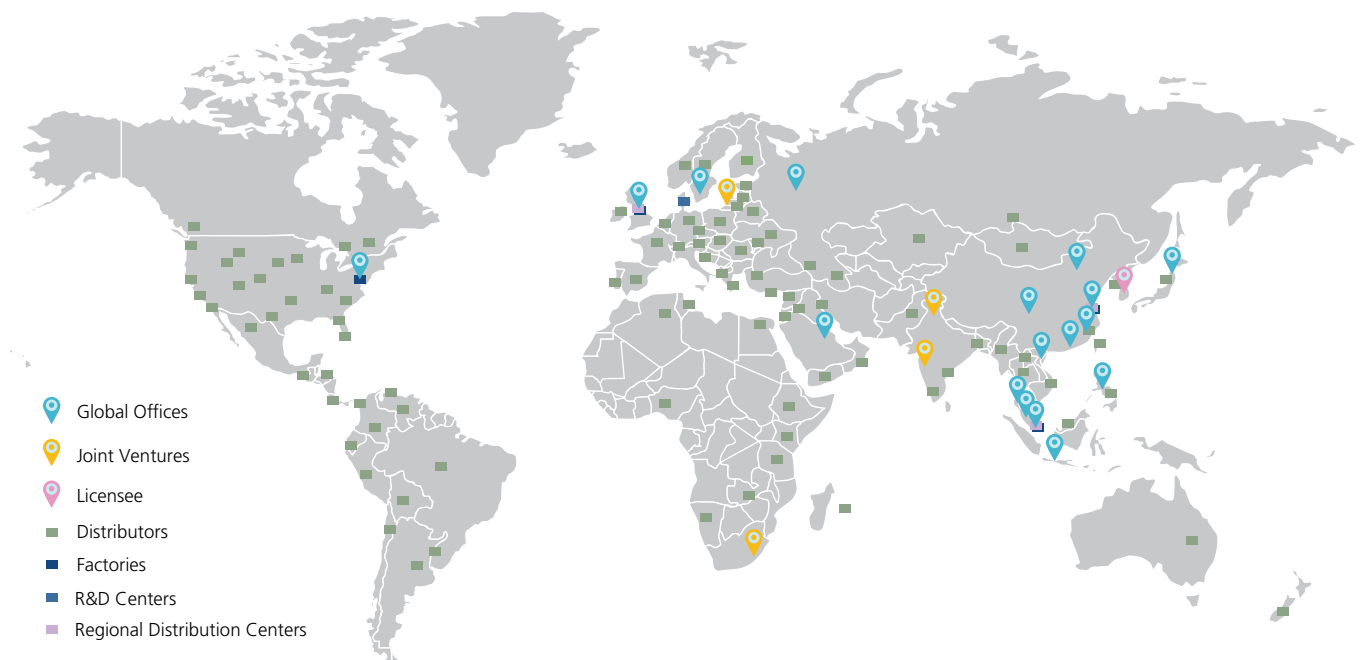 Global Offices
Joint Ventures
Licensee
Distributors
Factories
R&D Centers
Regional Distribution Centers